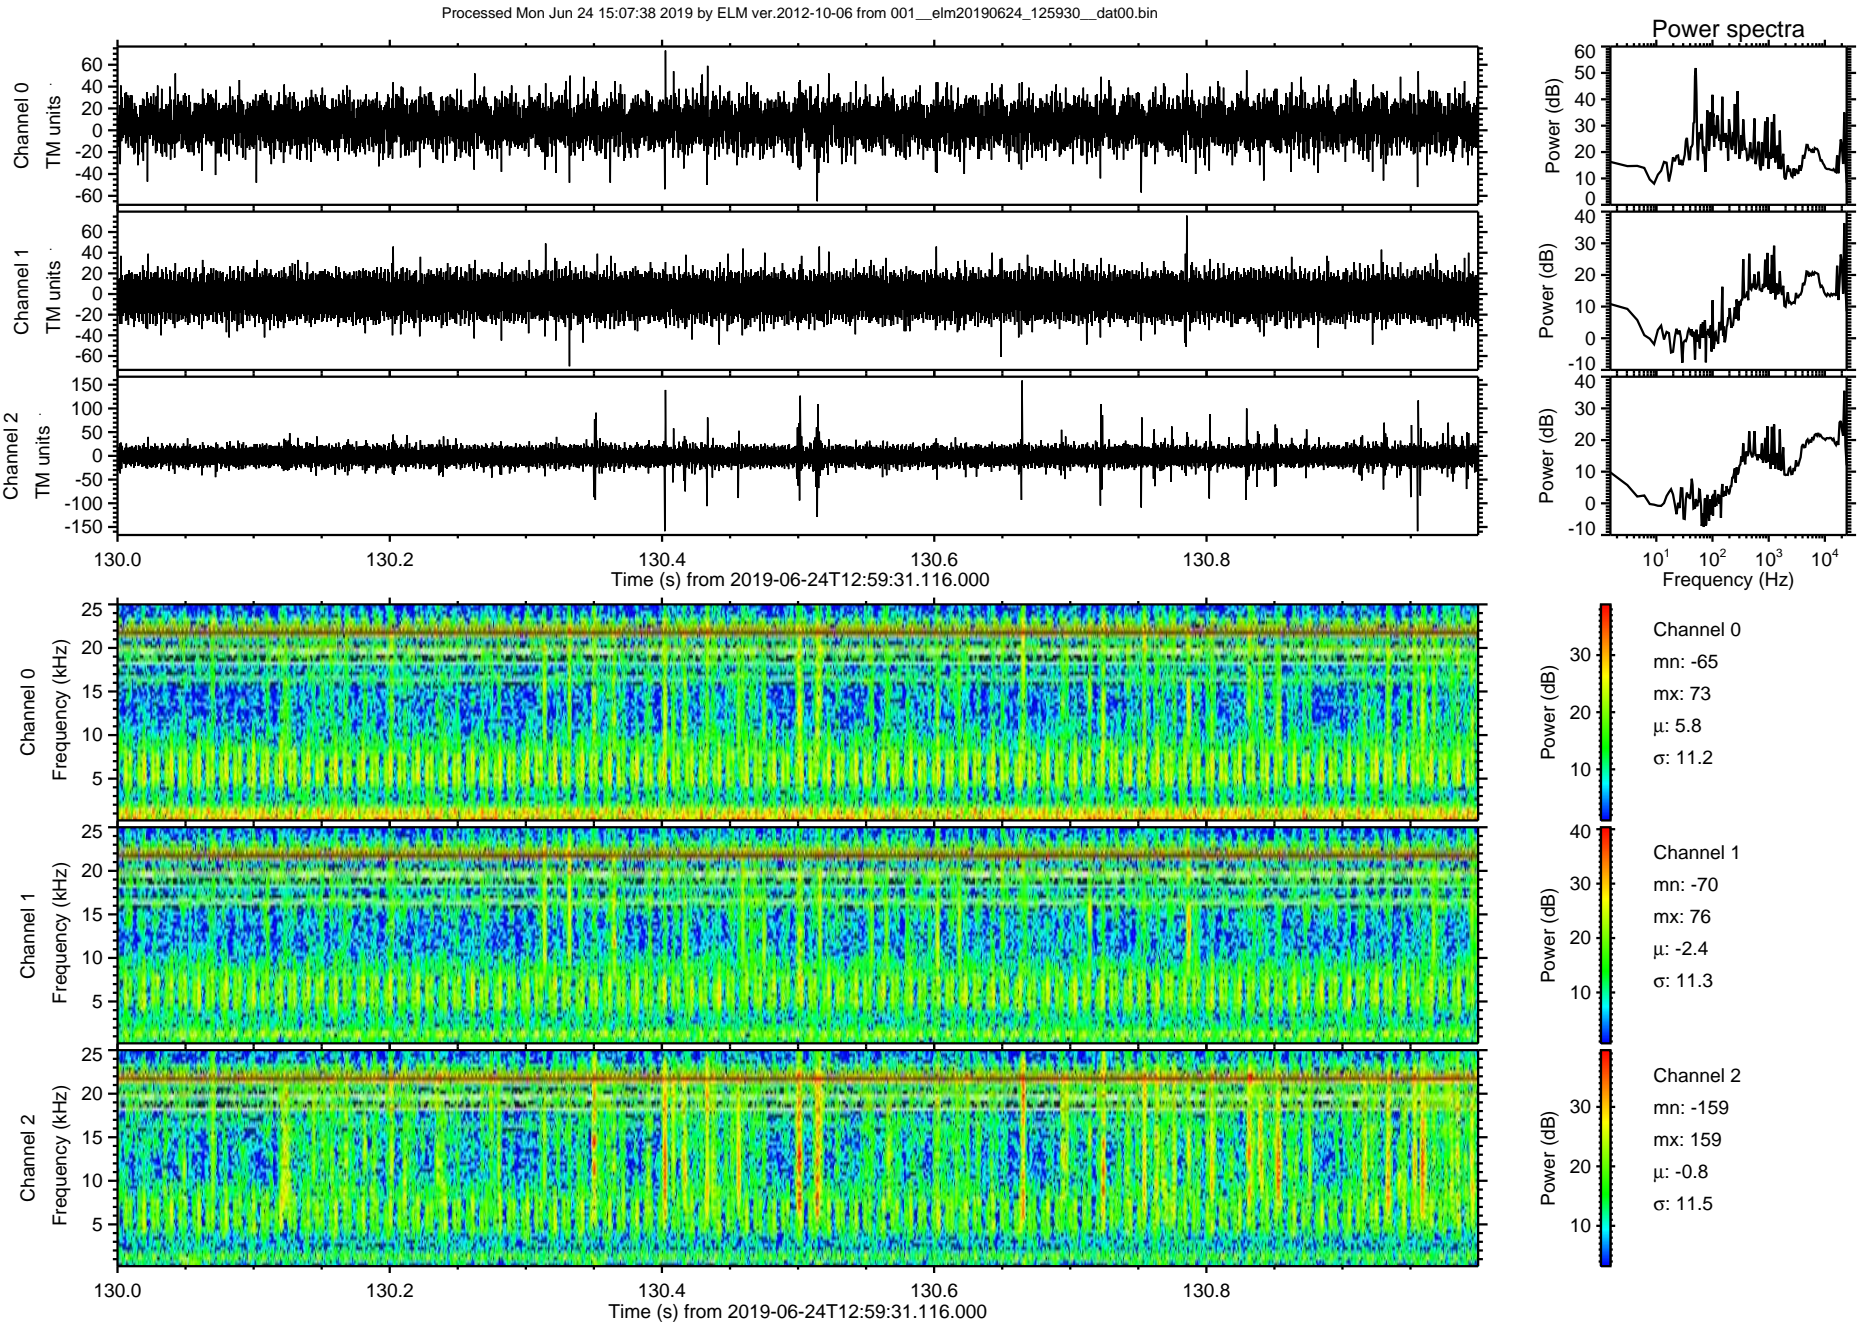 Processed Mon Jun 24 15:07:38 2019 by ELM ver.2012-10-06 from 001__elm20190624_125930__dat00.bin
Power spectra
Channel 0
TM units
60
40
20
0
-20
-40
-60
Power (dB)
60
50
40
30
20
10
0
Channel 1
TM units
60
40
20
0
-20
-40
-60
Power (dB)
40
30
20
10
0
-10
Channel 2
TM units
150
100
50
0
-50
-100
-150
Power (dB)
40
30
20
10
0
-10
130.0 130.2 130.4 130.6 130.8
Time (s) from 2019-06-24T12:59:31.116.000
10¹ 10² 10³ 10⁴
Frequency (Hz)
Channel 0
Frequency (kHz)
25
20
15
10
5
Power (dB)
30
20
10
Channel 0
mn: -65
mx: 73
μ: 5.8
σ: 11.2
Channel 1
Frequency (kHz)
25
20
15
10
5
Power (dB)
40
30
20
10
Channel 1
mn: -70
mx: 76
μ: -2.4
σ: 11.3
Channel 2
Frequency (kHz)
25
20
15
10
5
Power (dB)
30
20
10
Channel 2
mn: -159
mx: 159
μ: -0.8
σ: 11.5
130.0 130.2 130.4 130.6 130.8
Time (s) from 2019-06-24T12:59:31.116.000